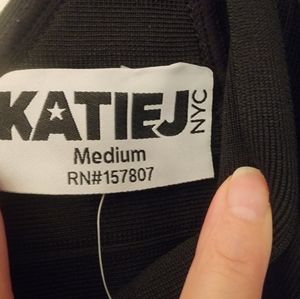 KATIEJ NYC
Medium
RN#157807